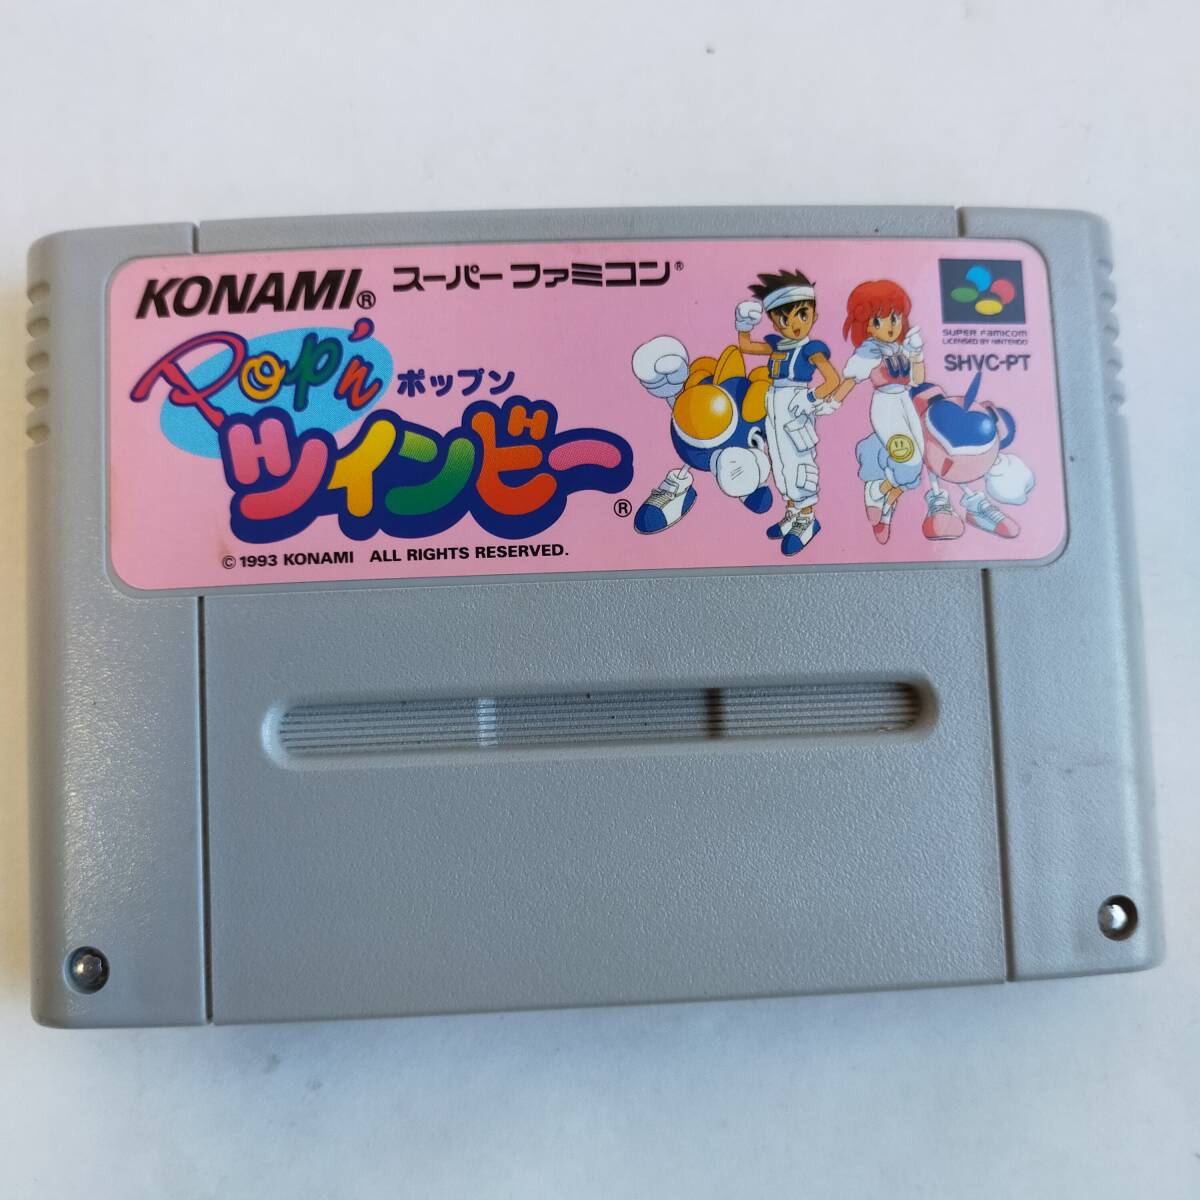 KONAMI®
スーパーファミコン®
Pop'n
ポップン
ツインビー®
© 1993 KONAMI ALL RIGHTS RESERVED.
SUPER FAMICOM
LICENSED BY NINTENDO
SHVC-PT
T
W